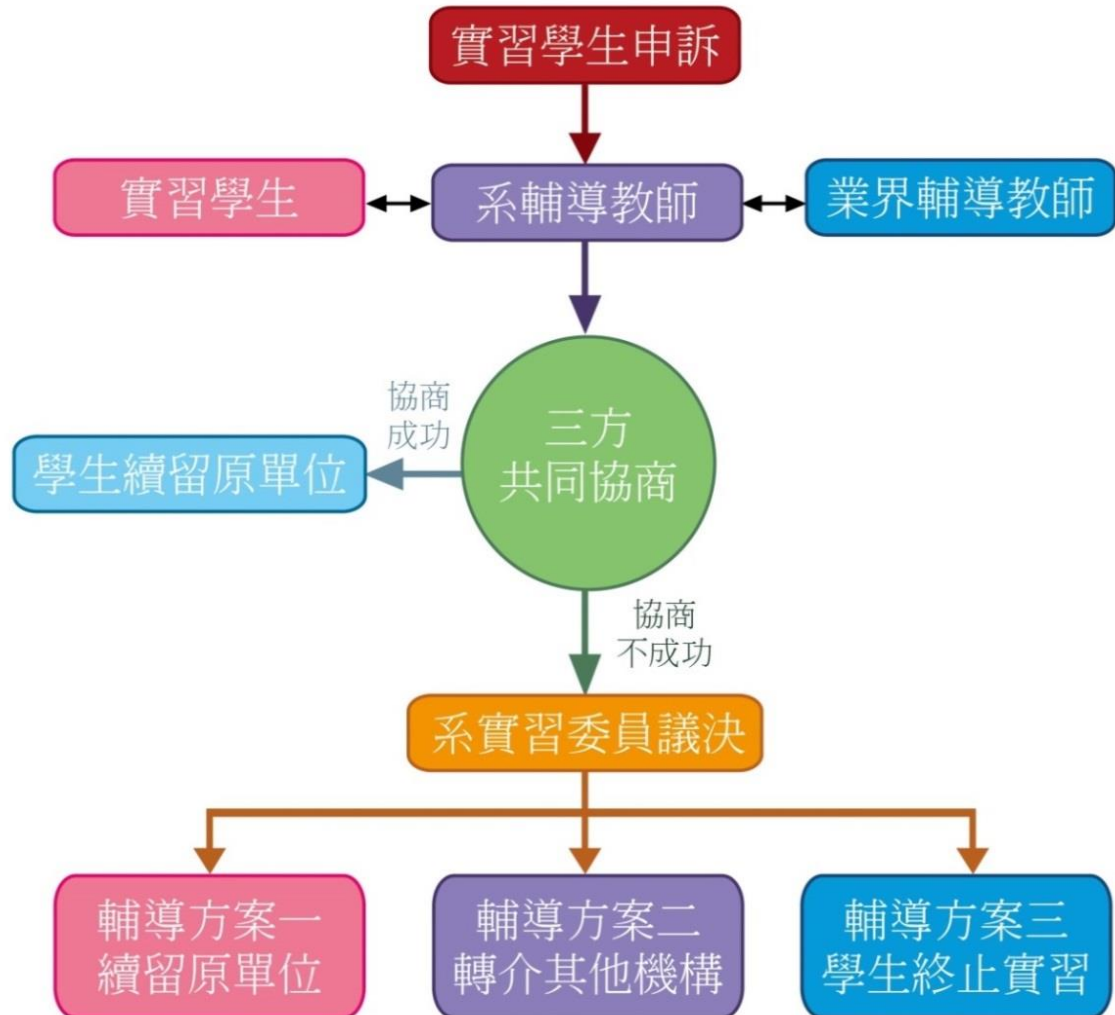 實習學生申訴
實習學生
系輔導教師
業界輔導教師
三方
共同協商
協商
成功
學生續留原單位
協商
不成功
系實習委員議決
輔導方案一
續留原單位
輔導方案二
轉介其他機構
輔導方案三
學生終止實習